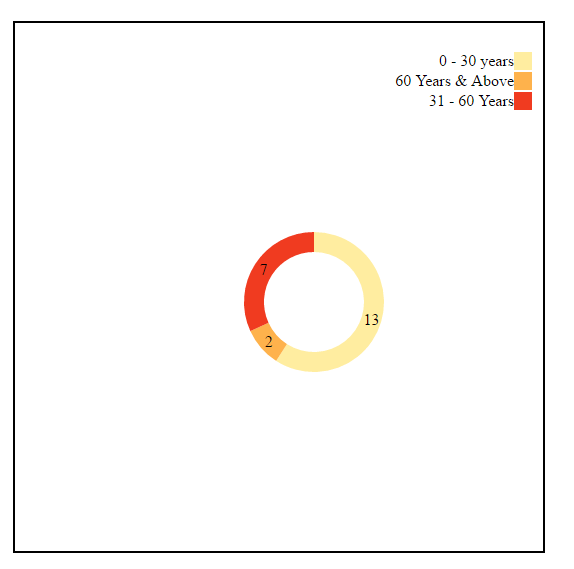 0 - 30 years
60 Years & Above
31 - 60 Years
7
13
2